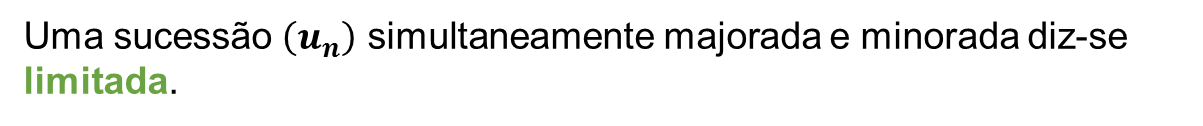 Uma sucessão (uₙ) simultaneamente majorada e minorada diz-se
limitada.